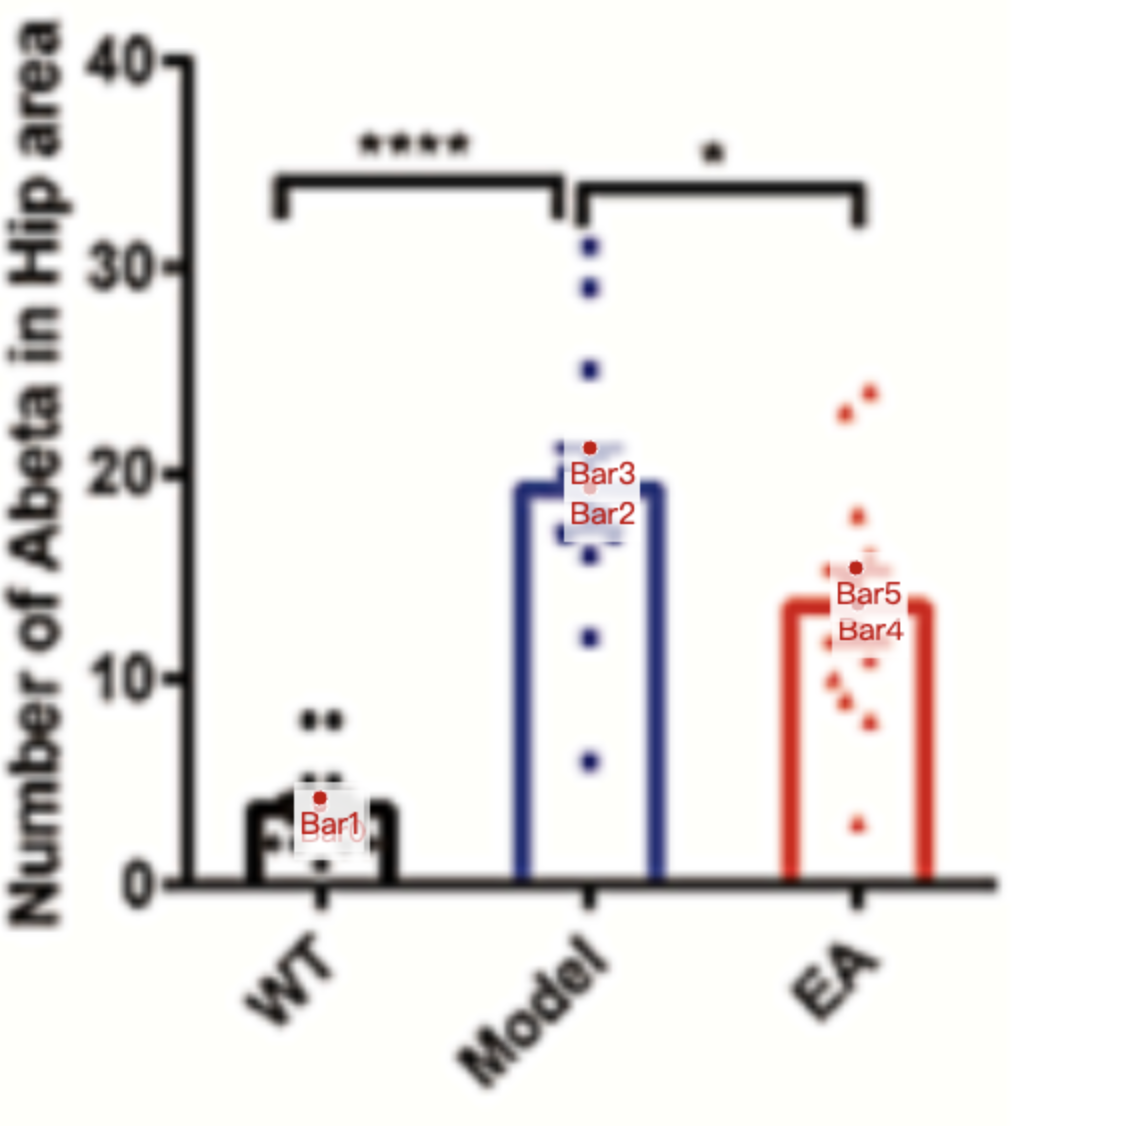 Number of Abeta in Hip area
40
30
20
10
0
****
*
Bar3
Bar2
Bar5
Bar4
Bar1
WT
Model
EA